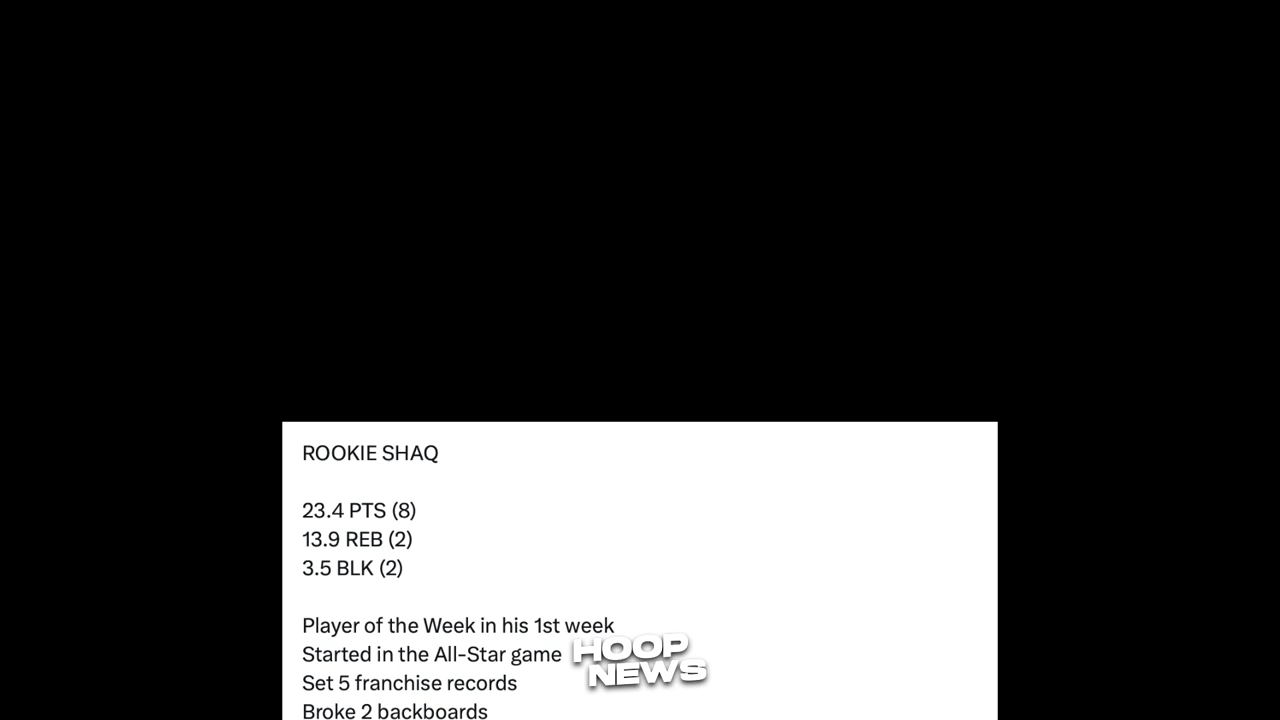 ROOKIE SHAQ
23.4 PTS (8)
13.9 REB (2)
3.5 BLK (2)
Player of the Week in his 1st week
Started in the All-Star game
Set 5 franchise records
Broke 2 backboards
HOOP
NEWS